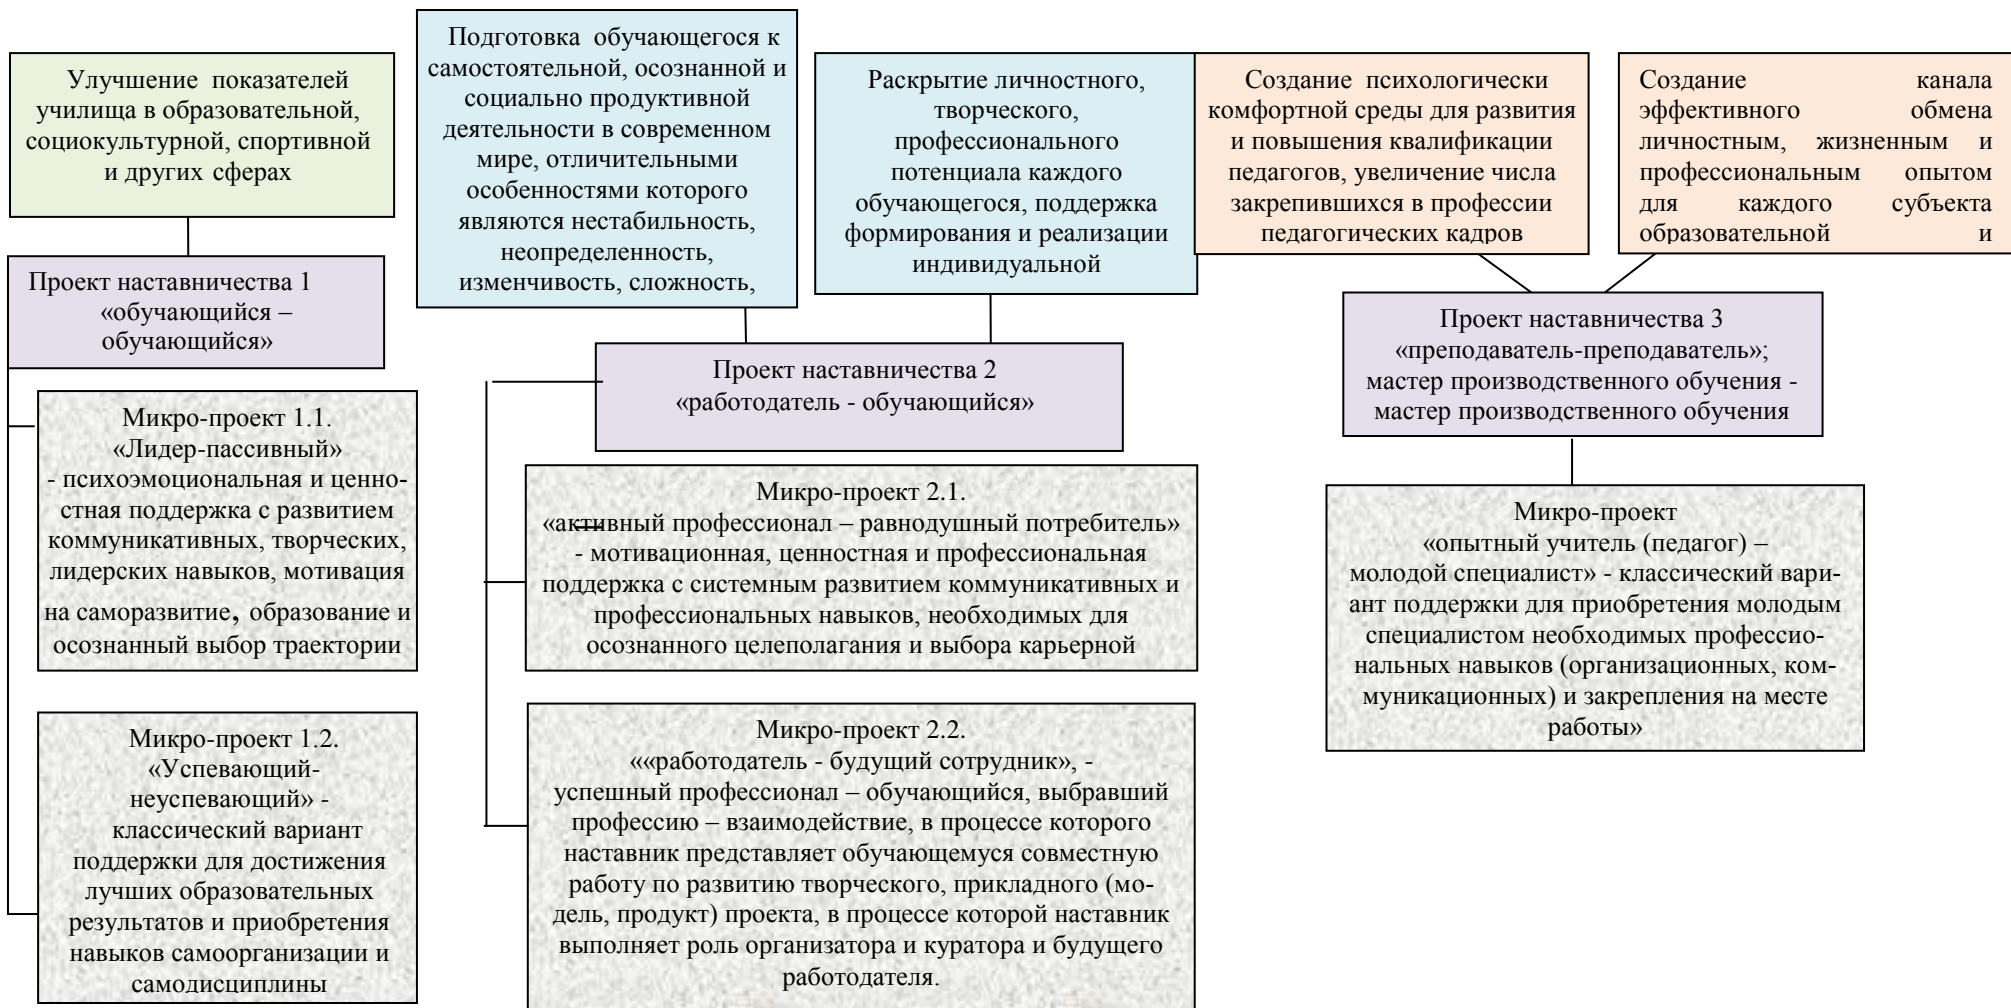 Улучшение показателей
училища в образовательной,
социокультурной, спортивной
и других сферах
Подготовка обучающегося к
самостоятельной, осознанной и
социально продуктивной
деятельности в современном
мире, отличительными
особенностями которого
являются нестабильность,
неопределенность,
изменчивость, сложность,
Раскрытие личностного,
творческого,
профессионального
потенциала каждого
обучающегося, поддержка
формирования и реализации
индивидуальной
Создание психологически
комфортной среды для развития
и повышения квалификации
педагогов, увеличение числа
закрепившихся в профессии
педагогических кадров
Создание канала
эффективного обмена
личностным, жизненным и
профессиональным опытом
для каждого субъекта
образовательной и
Проект наставничества 1
«обучающийся –
обучающийся»
Микро-проект 1.1.
«Лидер-пассивный»
- психоэмоциональная и ценно-
стная поддержка с развитием
коммуникативных, творческих,
лидерских навыков, мотивация
на саморазвитие, образование и
осознанный выбор траектории
Микро-проект 1.2.
«Успевающий-
неуспевающий» -
классический вариант
поддержки для достижения
лучших образовательных
результатов и приобретения
навыков самоорганизации и
самодисциплины
Проект наставничества 2
«работодатель - обучающийся»
Микро-проект 2.1.
«активный профессионал – равнодушный потребитель»
- мотивационная, ценностная и профессиональная
поддержка с системным развитием коммуникативных и
профессиональных навыков, необходимых для
осознанного целеполагания и выбора карьерной
Микро-проект 2.2.
««работодатель - будущий сотрудник», -
успешный профессионал – обучающийся, выбравший
профессию – взаимодействие, в процессе которого
наставник представляет обучающемуся совместную
работу по развитию творческого, прикладного (мо-
дель, продукт) проекта, в процессе которой наставник
выполняет роль организатора и куратора и будущего
работодателя.
Проект наставничества 3
«преподаватель-преподаватель»;
мастер производственного обучения -
мастер производственного обучения
Микро-проект
«опытный учитель (педагог) –
молодой специалист» - классический вари-
ант поддержки для приобретения молодым
специалистом необходимых профессио-
нальных навыков (организационных, ком-
муникационных) и закрепления на месте
работы»